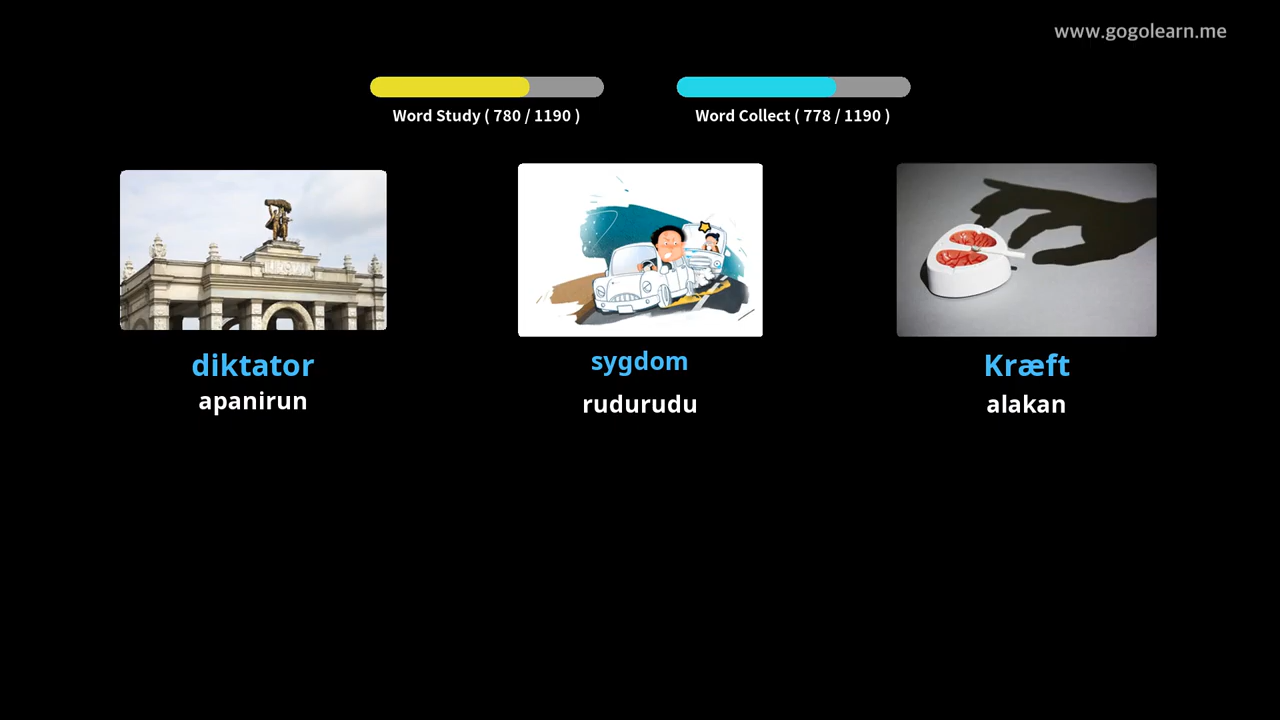 www.gogolearn.me
Word Study ( 780 / 1190 )
Word Collect ( 778 / 1190 )
diktator
sygdom
Kræft
apanirun
rudurudu
alakan